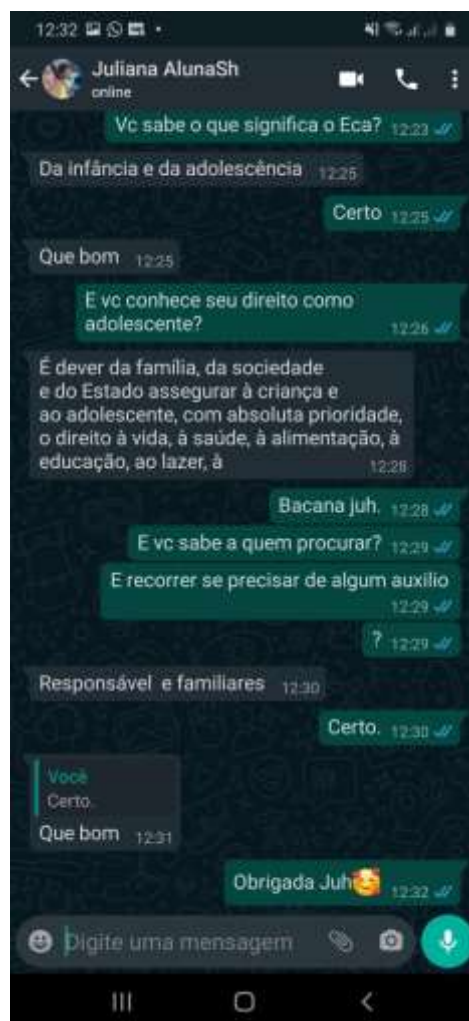 12:32
Juliana AlunaSh
online
Vc sabe o que significa o Eca? 12:23
Da infância e da adolescência 12:25
Certo 12:25
Que bom 12:25
E vc conhece seu direito como
adolescente? 12:26
É dever da família, da sociedade
e do Estado assegurar à criança e
ao adolescente, com absoluta prioridade,
o direito à vida, à saúde, à alimentação, à
educação, ao lazer, à 12:28
Bacana juh. 12:28
E vc sabe a quem procurar? 12:29
E recorrer se precisar de algum auxilio
12:29
? 12:29
Responsável e familiares 12:30
Certo. 12:30
Você
Certo.
Que bom 12:31
Obrigada Juh 12:32
Digite uma mensagem